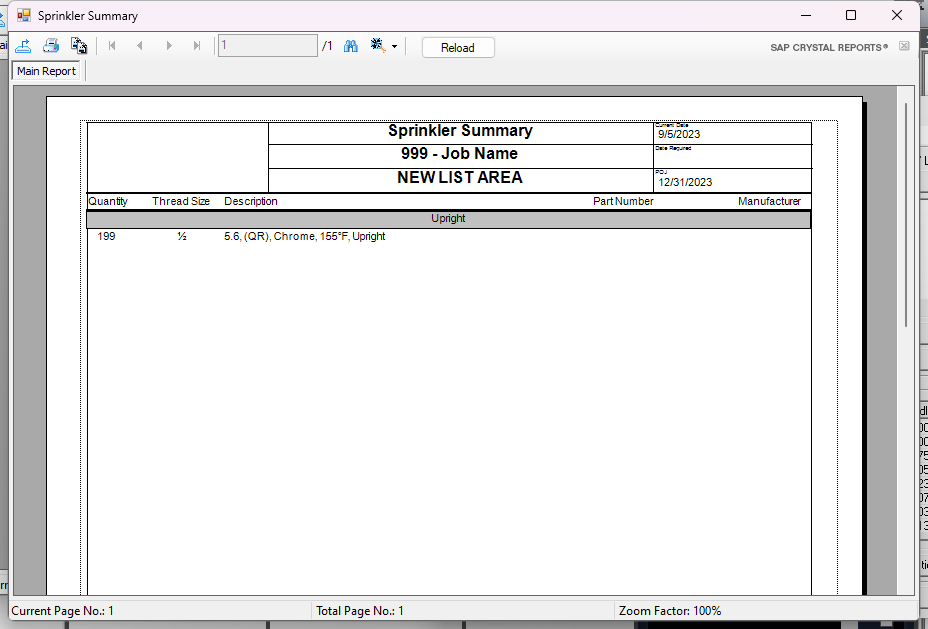 Sprinkler Summary
1 /1 Reload SAP CRYSTAL REPORTS®
Main Report
Sprinkler Summary
Current Date
9/5/2023
999 - Job Name
Date Required
NEW LIST AREA
12/31/2023
Quantity Thread Size Description Part Number Manufacturer
Upright
199 ½ 5.6, (QR), Chrome, 155°F, Upright
Current Page No.: 1 Total Page No.: 1 Zoom Factor: 100%